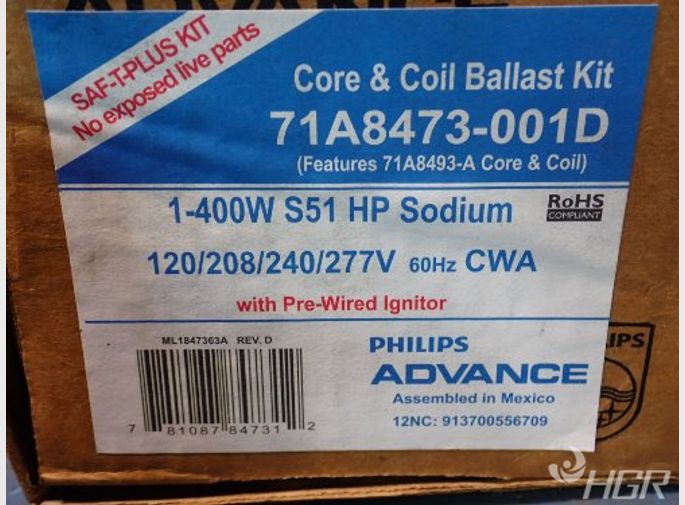 SAF-T-PLUS KIT
No exposed live parts
Core & Coil Ballast Kit
71A8473-001D
(Features 71A8493-A Core & Coil)
1-400W S51 HP Sodium
RoHS
COMPLIANT
120/208/240/277V 60Hz CWA
with Pre-Wired Ignitor
ML1847363A REV. D
7 81087 84731 2
PHILIPS
ADVANCE
Assembled in Mexico
12NC: 913700556709
HGR